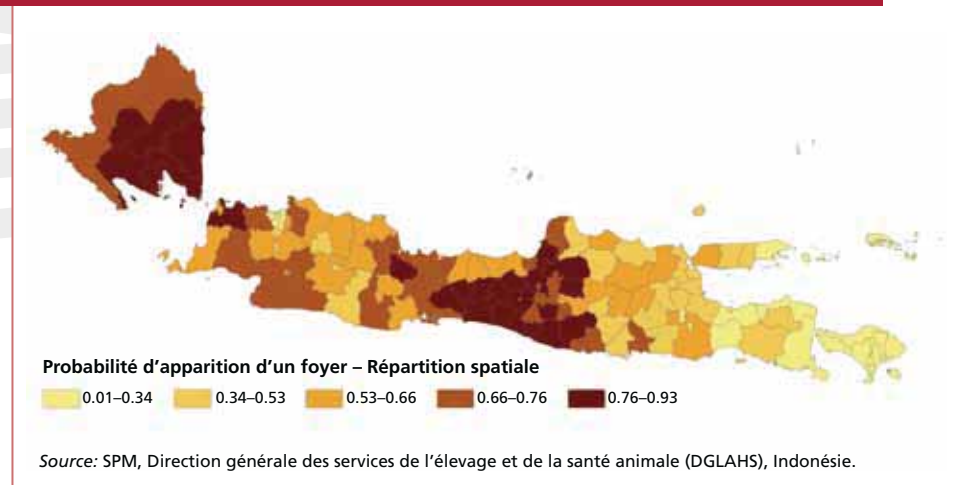 Probabilité d’apparition d’un foyer – Répartition spatiale
0.01–0.34 0.34–0.53 0.53–0.66 0.66–0.76 0.76–0.93
Source: SPM, Direction générale des services de l’élevage et de la santé animale (DGLAHS), Indonésie.